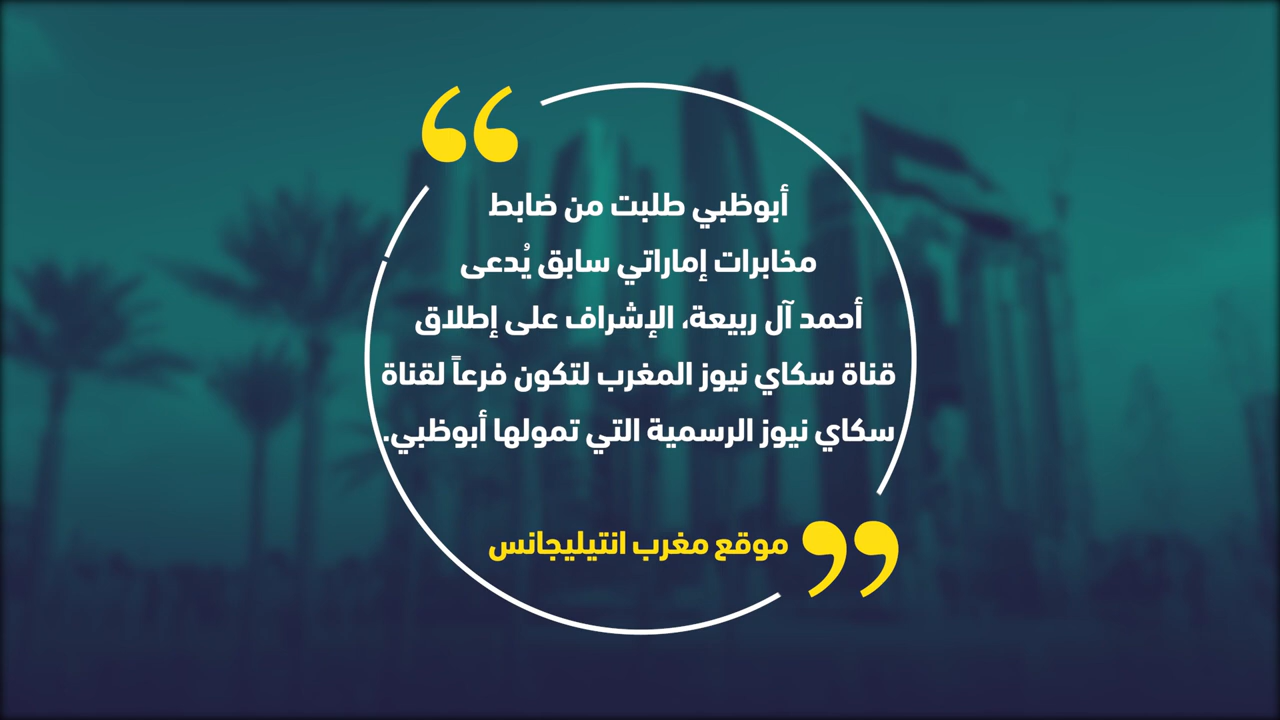 أبوظبي طلبت من ضابط
مخابرات إماراتي سابق يُدعى
أحمد آل ربيعة، الإشراف على إطلاق
قناة سكاي نيوز المغرب لتكون فرعاً لقناة
سكاي نيوز الرسمية التي تمولها أبوظبي.
موقع مغرب انتيليجانس